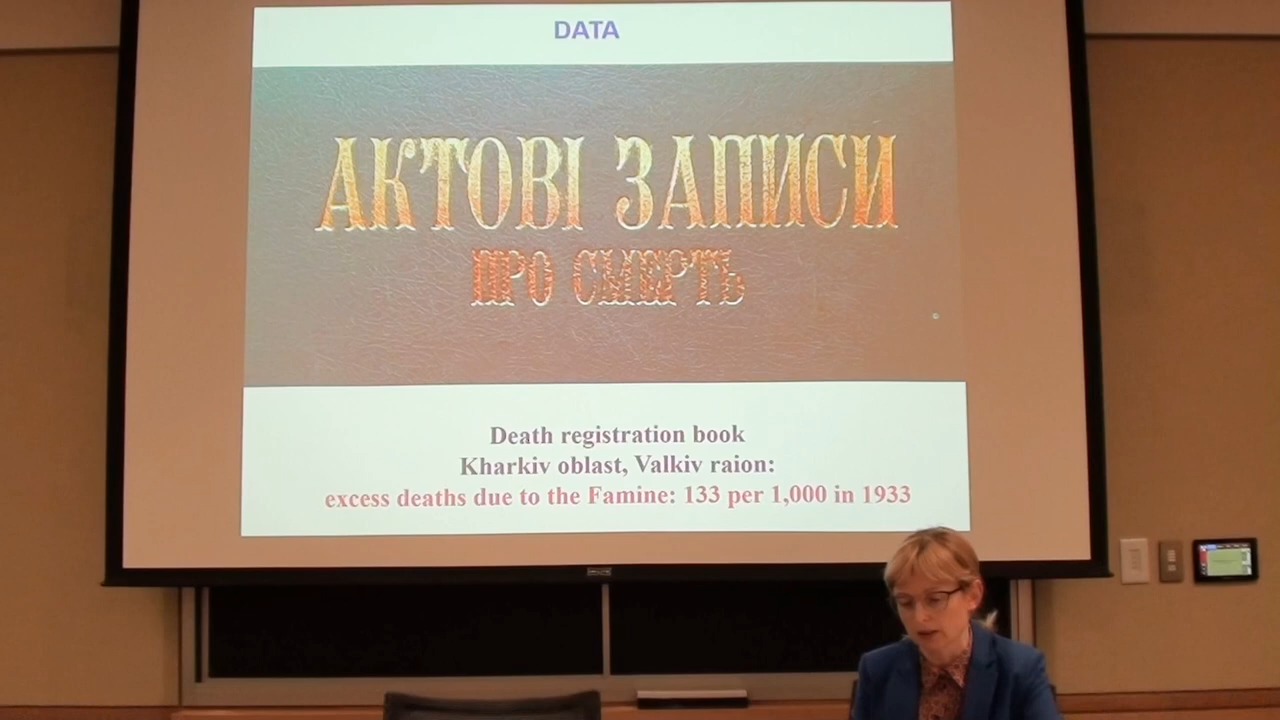 DATA
АКТОВІ ЗАПИСИ
ПРО СМЕРТЬ
Death registration book
Kharkiv oblast, Valkiv raion:
excess deaths due to the Famine: 133 per 1,000 in 1933